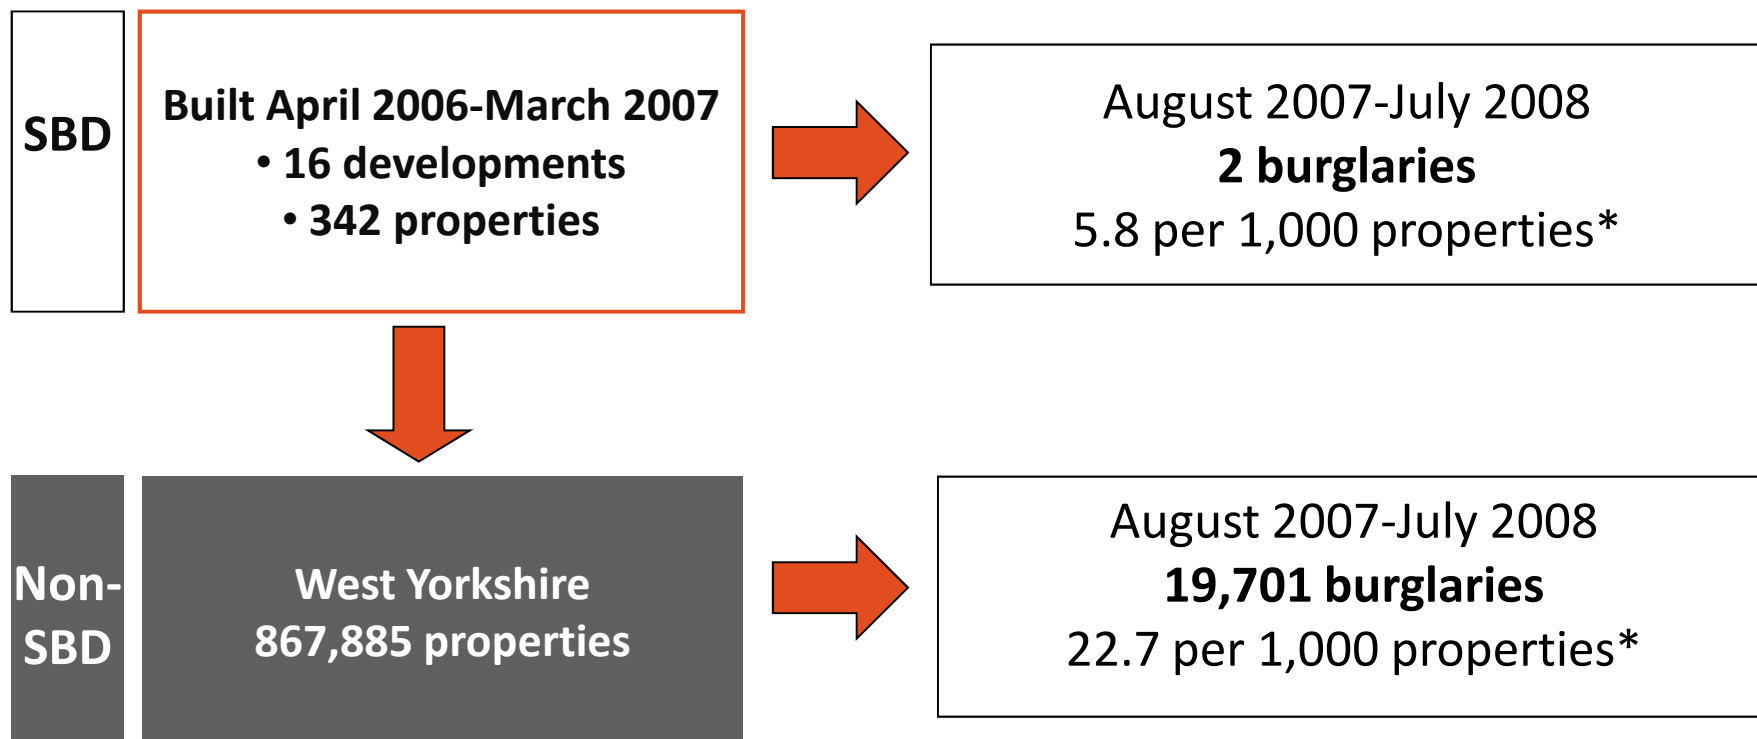 SBD
Built April 2006-March 2007
• 16 developments
• 342 properties
August 2007-July 2008
2 burglaries
5.8 per 1,000 properties*
Non-
SBD
West Yorkshire
867,885 properties
August 2007-July 2008
19,701 burglaries
22.7 per 1,000 properties*